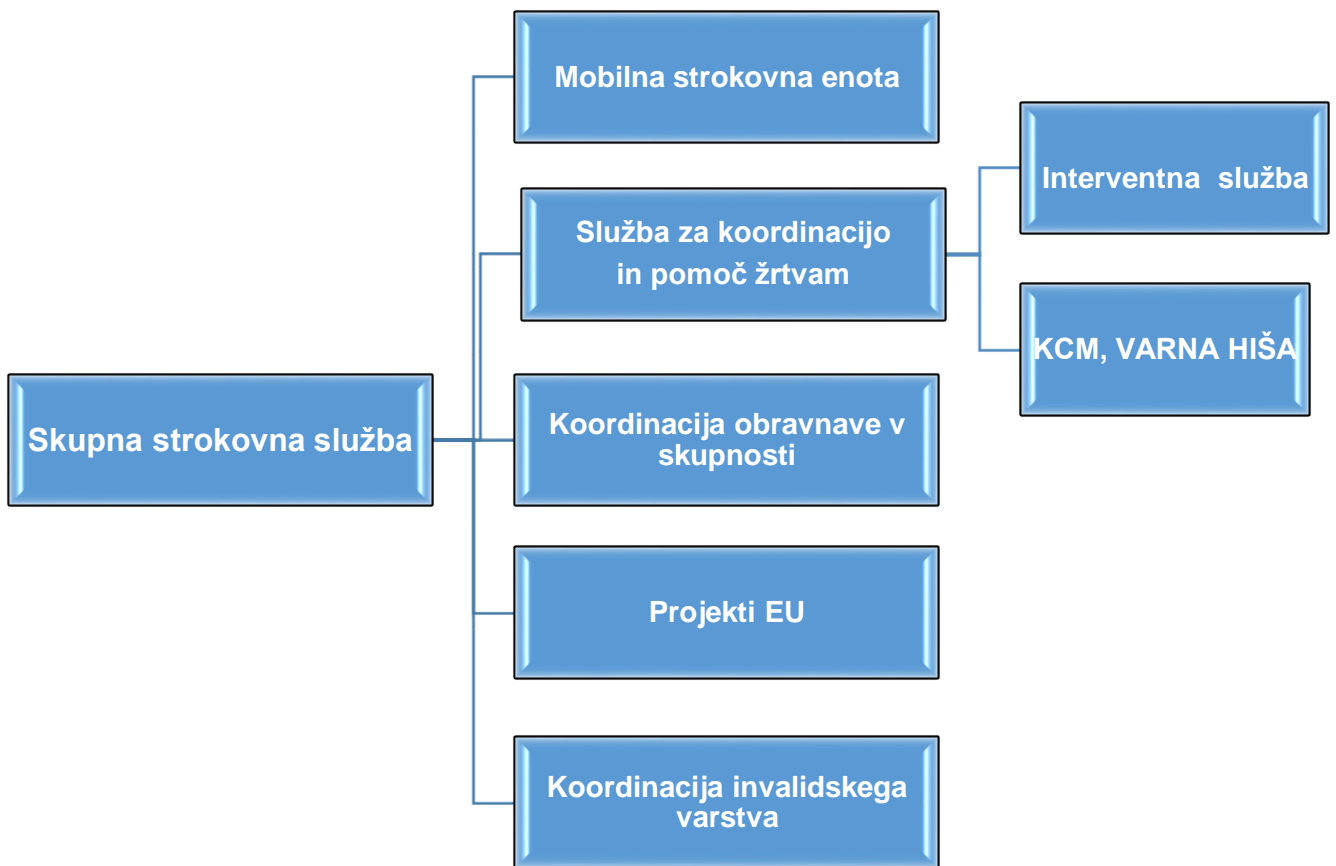 Mobilna strokovna enota
Interventna služba
Služba za koordinacijo
in pomoč žrtvam
KCM, VARNA HIŠA
Skupna strokovna služba
Koordinacija obravnave v
skupnosti
Projekti EU
Koordinacija invalidskega
varstva